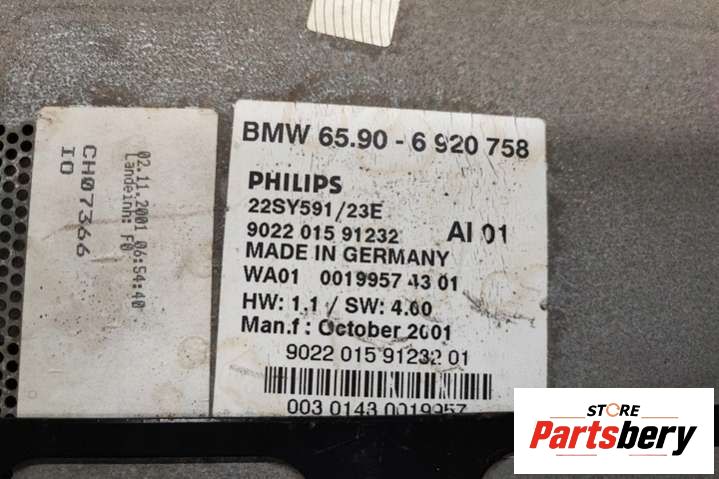 02.11.2001 06:54:40
Landeinh: F0
CH07366
IO
BMW 65.90 - 6 920 758
PHILIPS
22SY591/23E
9022 015 91232 AI 01
MADE IN GERMANY
WA01 0019957 43 01
HW: 1.1 / SW: 4.00
Man.f : October 2001
9022 015 91232 01
003 0143 0019957
STORE
Partsbery